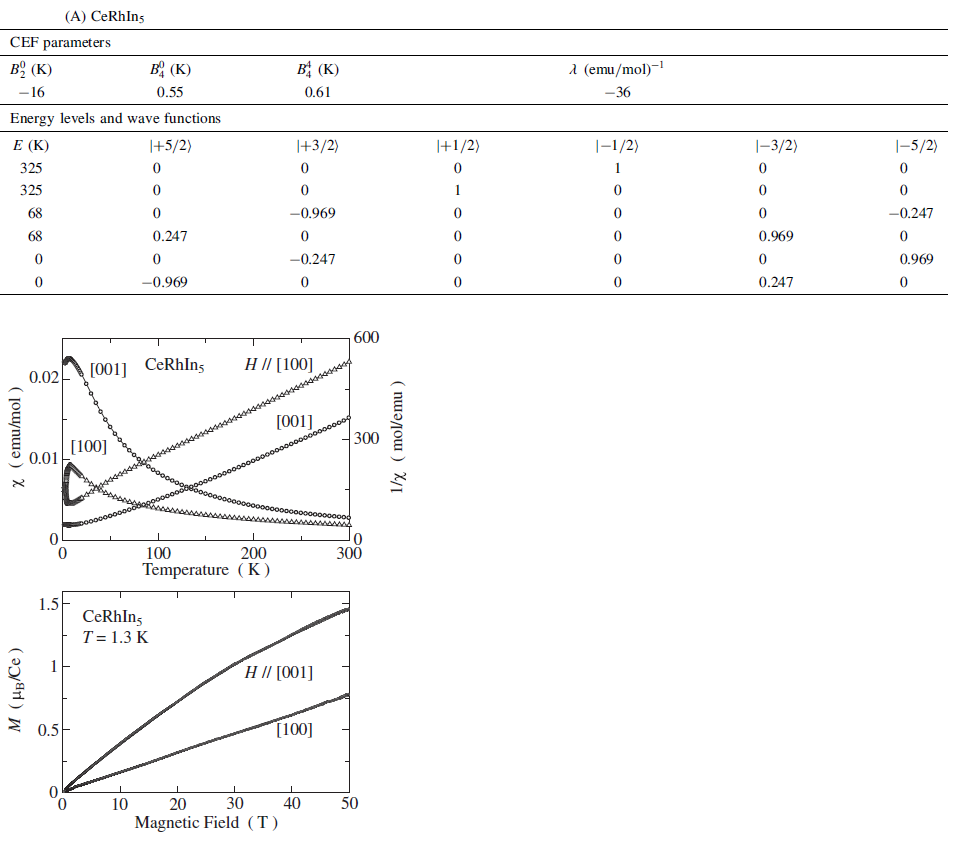 (A) CeRhIn₅
CEF parameters
B₂⁰ (K) B₄⁰ (K) B₄⁴ (K) λ (emu/mol)⁻¹
−16 0.55 0.61 −36
Energy levels and wave functions
E (K) |+5/2⟩ |+3/2⟩ |+1/2⟩ |−1/2⟩ |−3/2⟩ |−5/2⟩
325 0 0 0 1 0 0
325 0 0 1 0 0 0
68 0 −0.969 0 0 0 −0.247
68 0.247 0 0 0 0.969 0
0 0 −0.247 0 0 0 0.969
0 −0.969 0 0 0 0.247 0
600
[001] CeRhIn₅ H // [100]
0.02
[001]
300
[100]
0.01
χ ( emu/mol )
1/χ ( mol/emu )
0 0
0 100 200 300
Temperature ( K )
1.5
CeRhIn₅
T = 1.3 K
1
H // [001]
0.5
[100]
M ( μ_B/Ce )
0
0 10 20 30 40 50
Magnetic Field ( T )